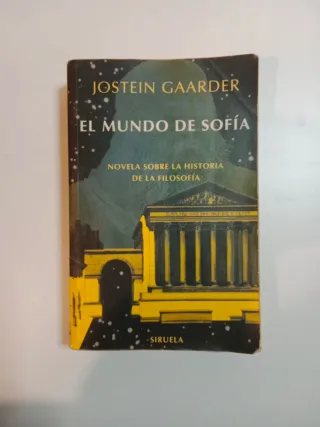 JOSTEIN GAARDER
EL MUNDO DE SOFÍA
NOVELA SOBRE LA HISTORIA
DE LA FILOSOFÍA
SIRUELA